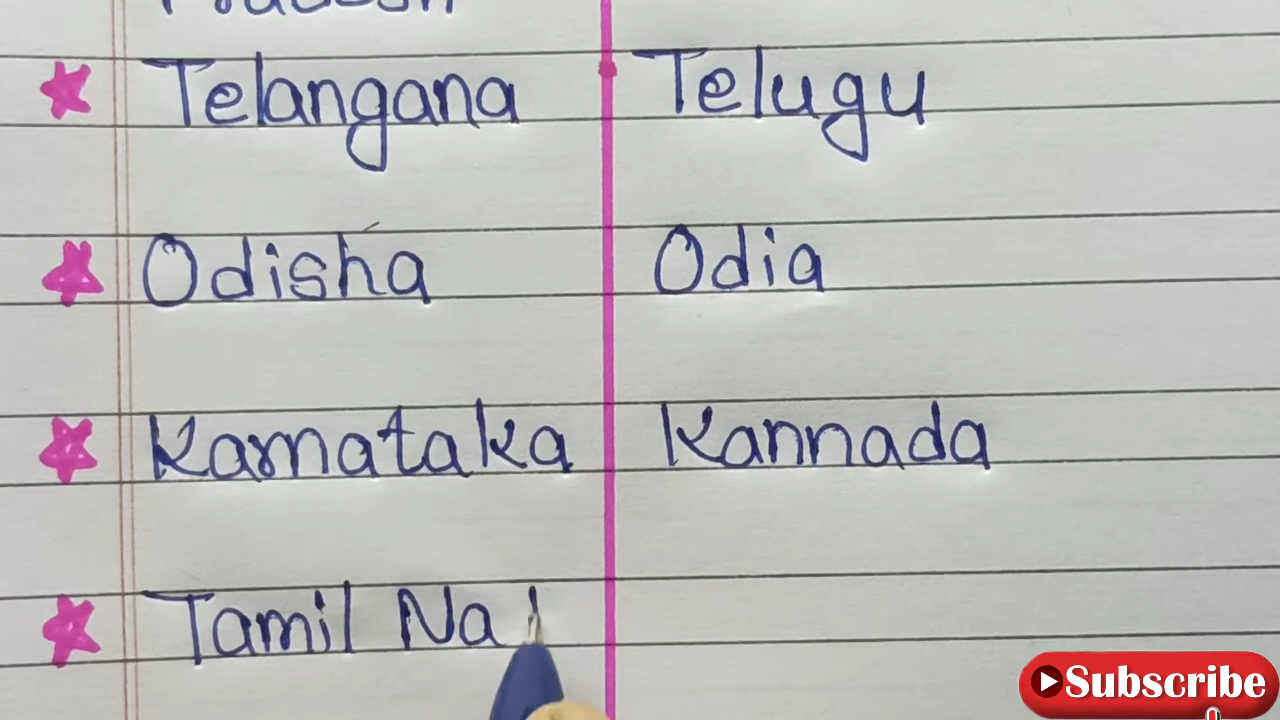 Telangana Telugu
Odisha Odia
Karnataka Kannada
Tamil Na
Subscribe